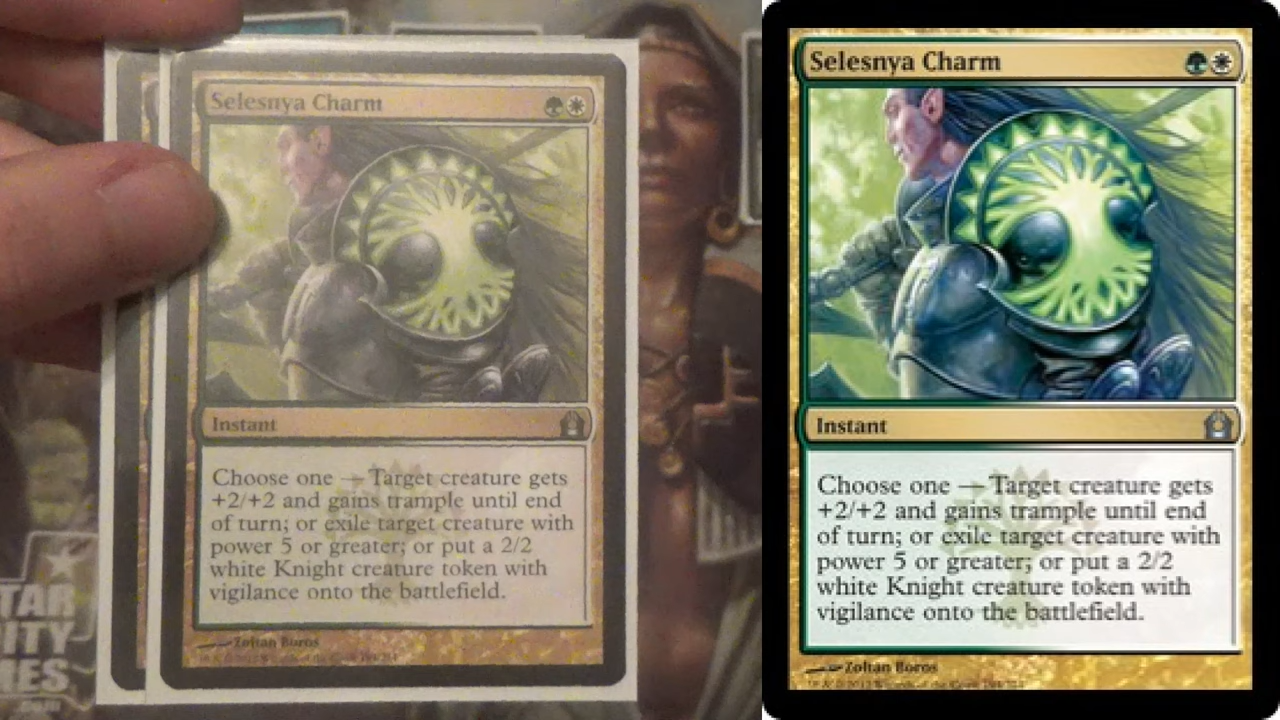 Selesnya Charm
Instant
Choose one — Target creature gets
+2/+2 and gains trample until end
of turn; or exile target creature with
power 5 or greater; or put a 2/2
white Knight creature token with
vigilance onto the battlefield.
Zoltan Boros
TAR
ITY
MES
.com
Selesnya Charm
Instant
Choose one — Target creature gets
+2/+2 and gains trample until end
of turn; or exile target creature with
power 5 or greater; or put a 2/2
white Knight creature token with
vigilance onto the battlefield.
Zoltan Boros